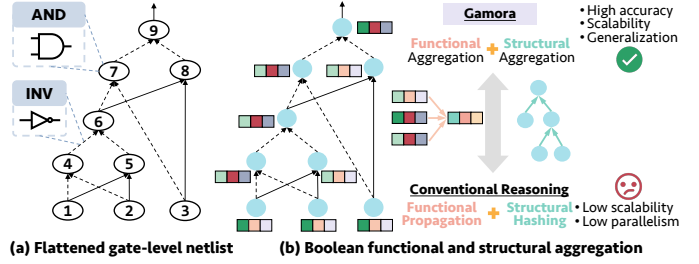 AND
INV
9
7
8
6
4
5
1
2
3
(a) Flattened gate-level netlist
Gamora
Functional + Structural
Aggregation Aggregation
• High accuracy
• Scalability
• Generalization
Conventional Reasoning
Functional + Structural
Propagation Hashing
• Low scalability
• Low parallelism
(b) Boolean functional and structural aggregation